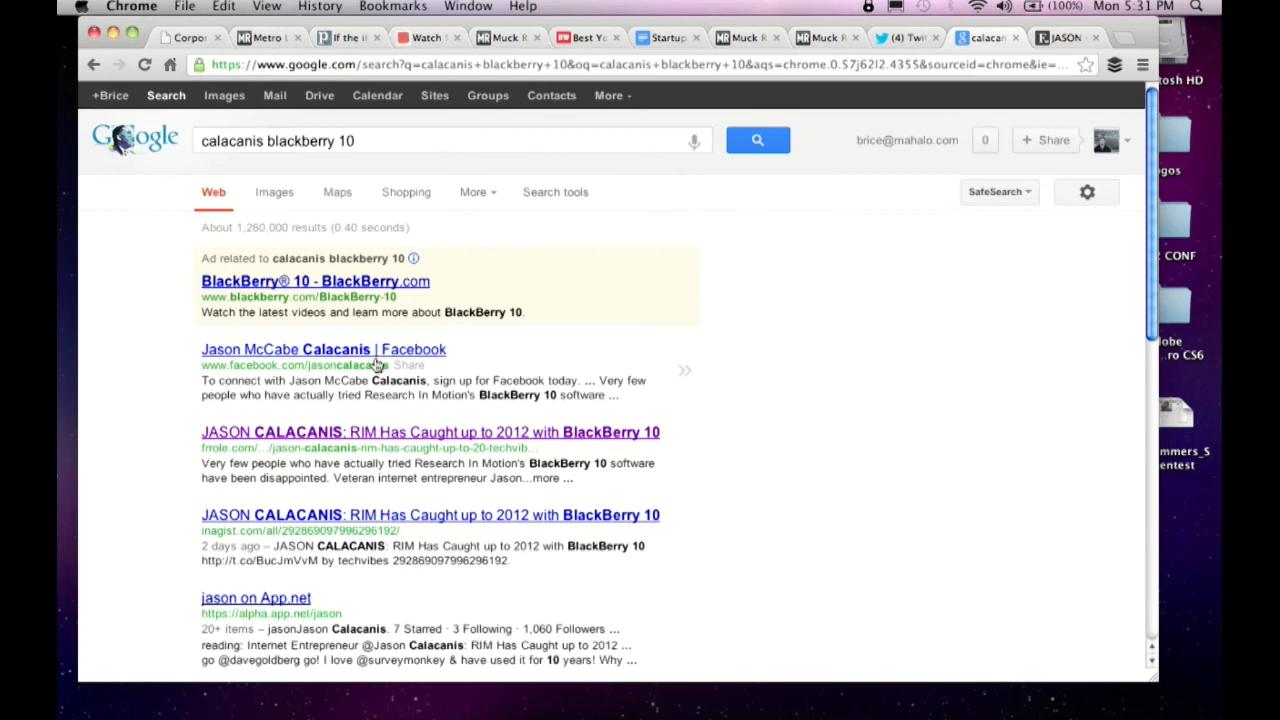 Chrome File Edit View History Bookmarks Window Help (100%) Mon 5:31 PM
Corpor Metro L If the i Watch Muck R Best Yo Startup Muck R Muck R (4) Twit calacan JASON
https://www.google.com/search?q=calacanis+blackberry+10&oq=calacanis+blackberry+10&aqs=chrome.0.57j62l2.4355&sourceid=chrome&ie=...
tosh HD
+Brice Search Images Mail Drive Calendar Sites Groups Contacts More
Google calacanis blackberry 10 brice@mahalo.com 0 + Share
ogos
Web Images Maps Shopping More Search tools SafeSearch
About 1,260,000 results (0.40 seconds)
Ad related to calacanis blackberry 10
CONF
BlackBerry® 10 - BlackBerry.com
www.blackberry.com/BlackBerry-10
Watch the latest videos and learn more about BlackBerry 10.
Jason McCabe Calacanis | Facebook
www.facebook.com/jasoncalacanis Share
dobe
...ro CS6
To connect with Jason McCabe Calacanis, sign up for Facebook today. ... Very few
people who have actually tried Research In Motion's BlackBerry 10 software ...
JASON CALACANIS: RIM Has Caught up to 2012 with BlackBerry 10
frrole.com/.../jason-calacanis-rim-has-caught-up-to-20-techvib...
Very few people who have actually tried Research In Motion's BlackBerry 10 software
have been disappointed. Veteran internet entrepreneur Jason...more ...
mmers_S
entest
JASON CALACANIS: RIM Has Caught up to 2012 with BlackBerry 10
inagist.com/all/292869097996296192/
2 days ago – JASON CALACANIS: RIM Has Caught up to 2012 with BlackBerry 10
http://t.co/BucJmVvM by techvibes 292869097996296192.
jason on App.net
https://alpha.app.net/jason
20+ items – jasonJason Calacanis. 7 Starred · 3 Following · 1,060 Followers ...
reading: Internet Entrepreneur @Jason Calacanis: RIM Has Caught up to 2012 ...
go @davegoldberg go! I love @surveymonkey & have used it for 10 years! Why ...